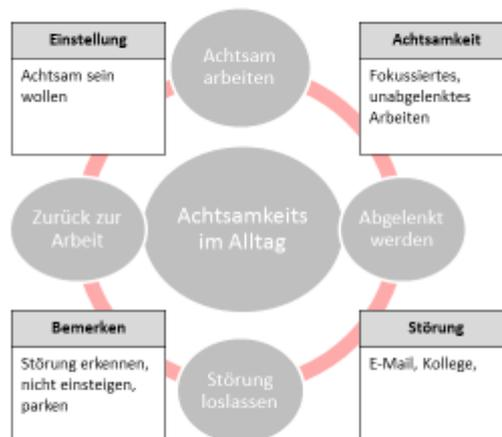 Einstellung
Achtsam sein
wollen
Achtsam
arbeiten
Achtsamkeit
Fokussiertes,
unabgelenktes
Arbeiten
Zurück zur
Arbeit
Achtsamkeits
im Alltag
Abgelenkt
werden
Bemerken
Störung erkennen,
nicht einsteigen,
parken
Störung
loslassen
Störung
E-Mail, Kollege,